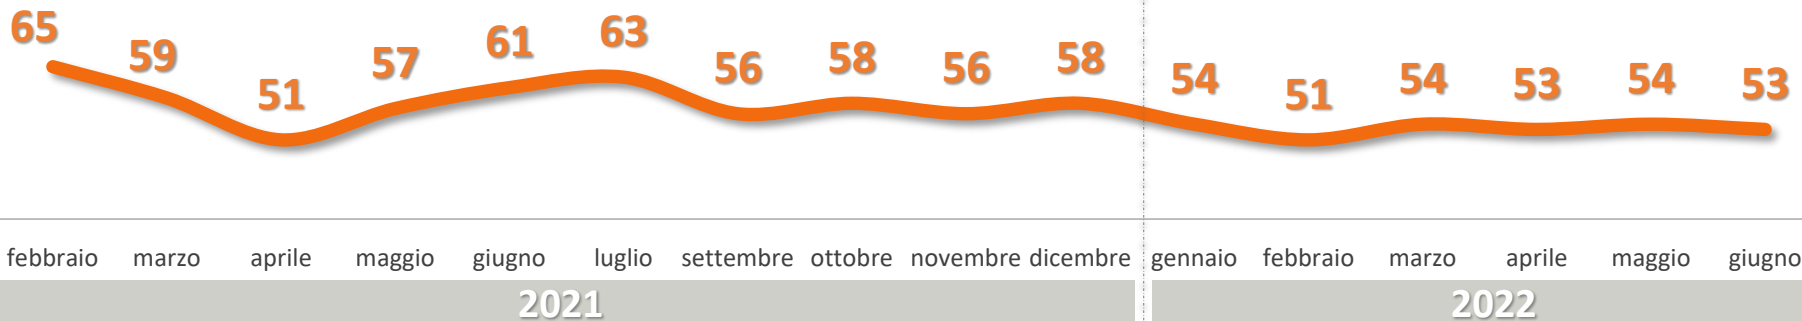 65 59 51 57 61 63 56 58 56 58 54 51 54 53 54 53
febbraio marzo aprile maggio giugno luglio settembre ottobre novembre dicembre gennaio febbraio marzo aprile maggio giugno
2021 2022